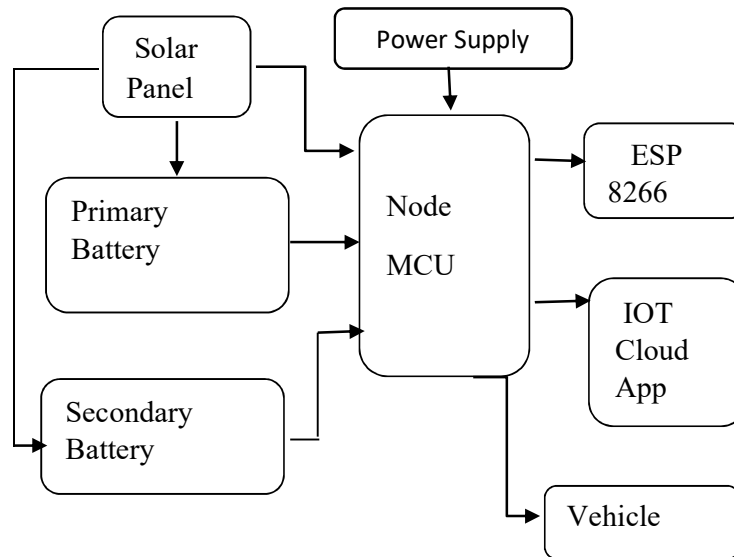 Solar
Panel
Power Supply
ESP
8266
Primary
Battery
Node
MCU
IOT
Cloud
App
Secondary
Battery
Vehicle